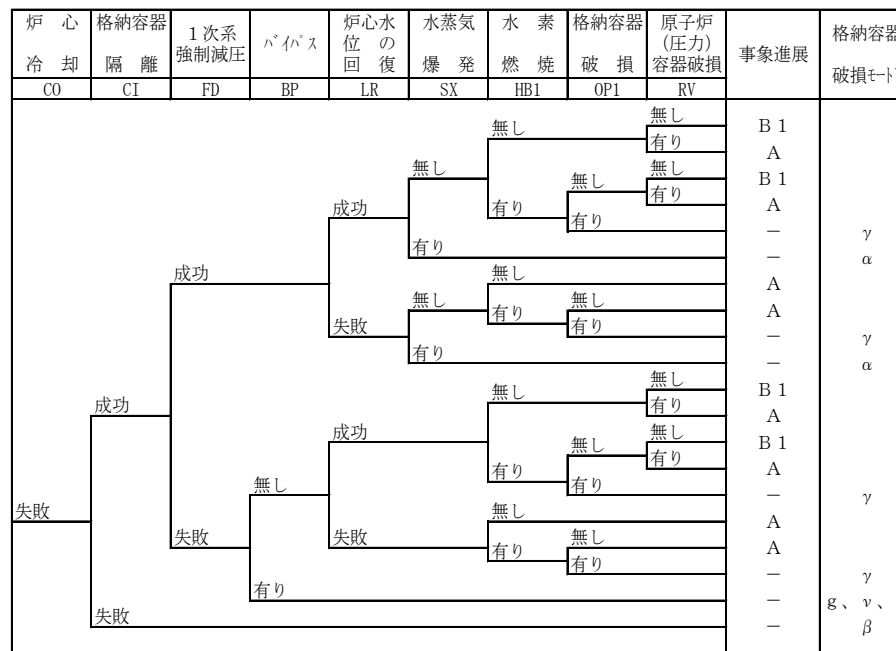 炉　心 格納容器 １次系 ﾊﾞｲﾊﾟｽ 炉心水 水蒸気 水　素 格納容器 原子炉 事象進展 格納容器
強制減圧 位　の (圧力)
冷　却 隔　離 回　復 爆　発 燃　焼 破　損 容器破損 破損ﾓｰﾄﾞ
CO CI FD BP LR SX HB1 OP1 RV
無し
Ｂ１
有り
Ａ
無し 無し 無し
Ｂ１
有り
Ａ
成功 有り 有り
－ γ
有り
－ α
成功 無し
Ａ
無し 有り 無し
Ａ
失敗 有り
－ γ
有り
－ α
無し
Ｂ１
成功 有り
Ａ
成功 無し 無し
Ｂ１
有り
Ａ
無し 有り 有り
－ γ
失敗 無し
Ａ
失敗 失敗 有り 無し
Ａ
有り
－ γ
有り
－ g、ν、
失敗
－ β